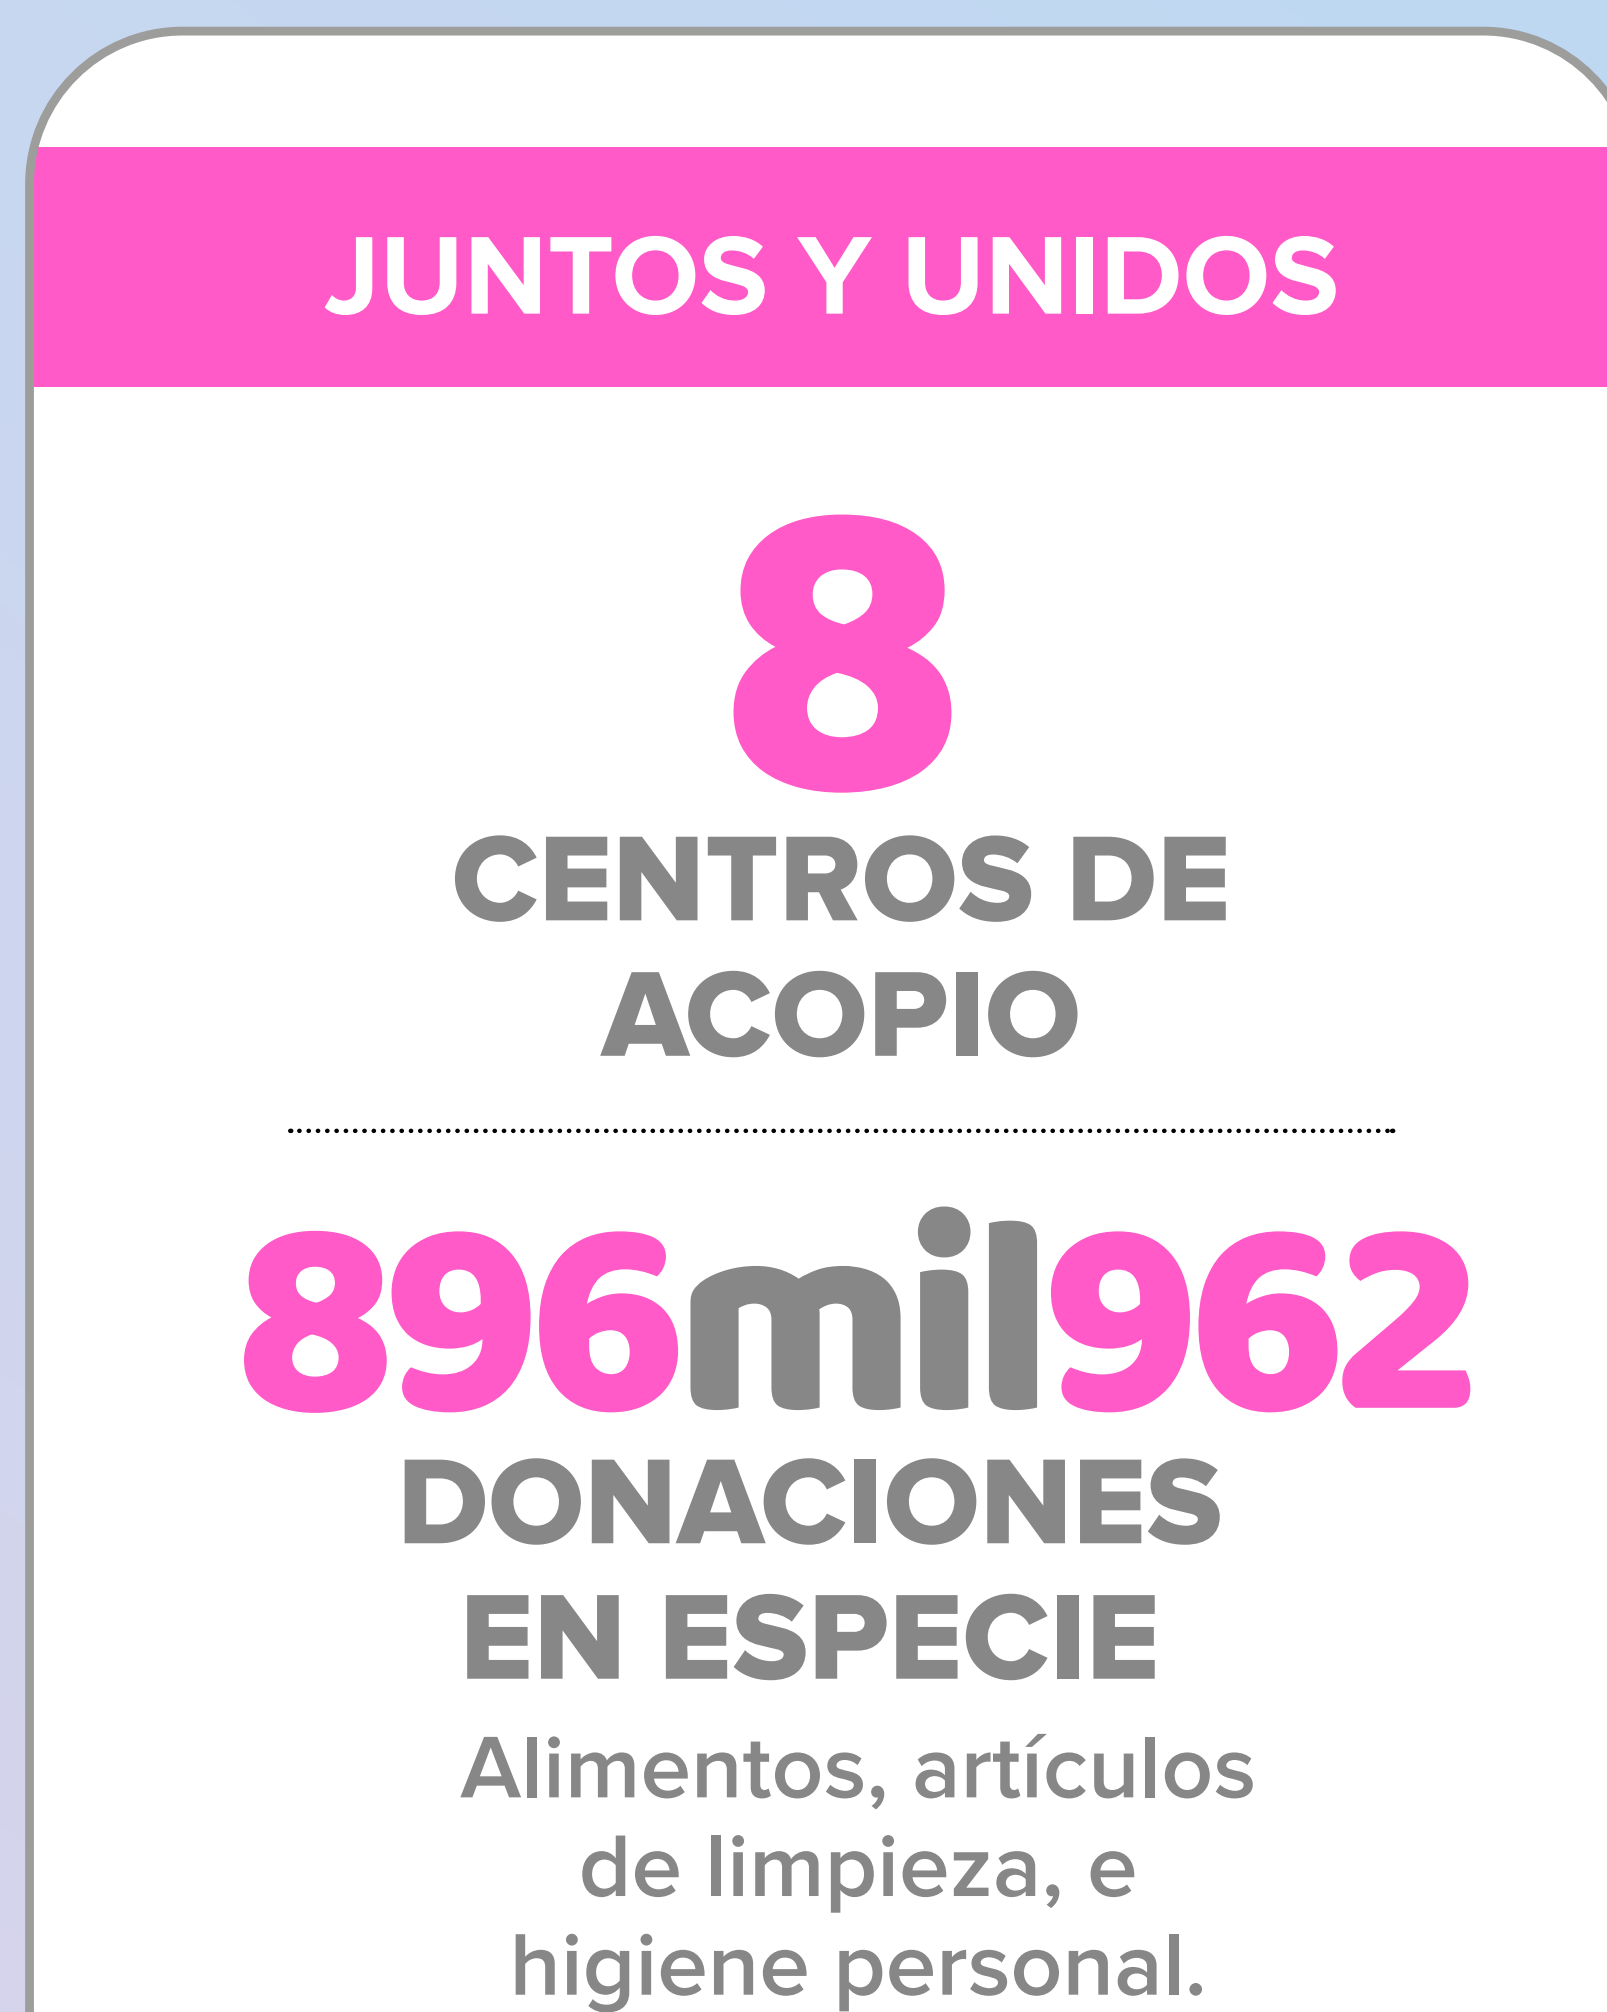 JUNTOS Y UNIDOS
8
CENTROS DE
ACOPIO
896mil962
DONACIONES
EN ESPECIE
Alimentos, artículos
de limpieza, e
higiene personal.